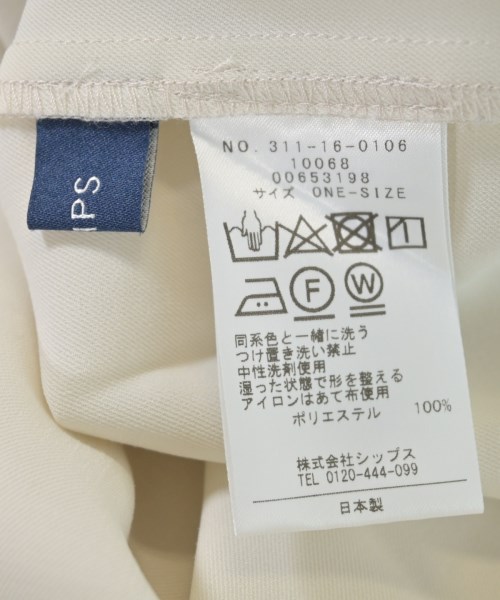 IPS
NO. 311-16-0106
10068
00653198
サイズ ONE-SIZE
F
W
同系色と一緒に洗う
つけ置き洗い禁止
中性洗剤使用
湿った状態で形を整える
アイロンはあて布使用
ポリエステル 100%
株式会社シップス
TEL 0120-444-099
日本製